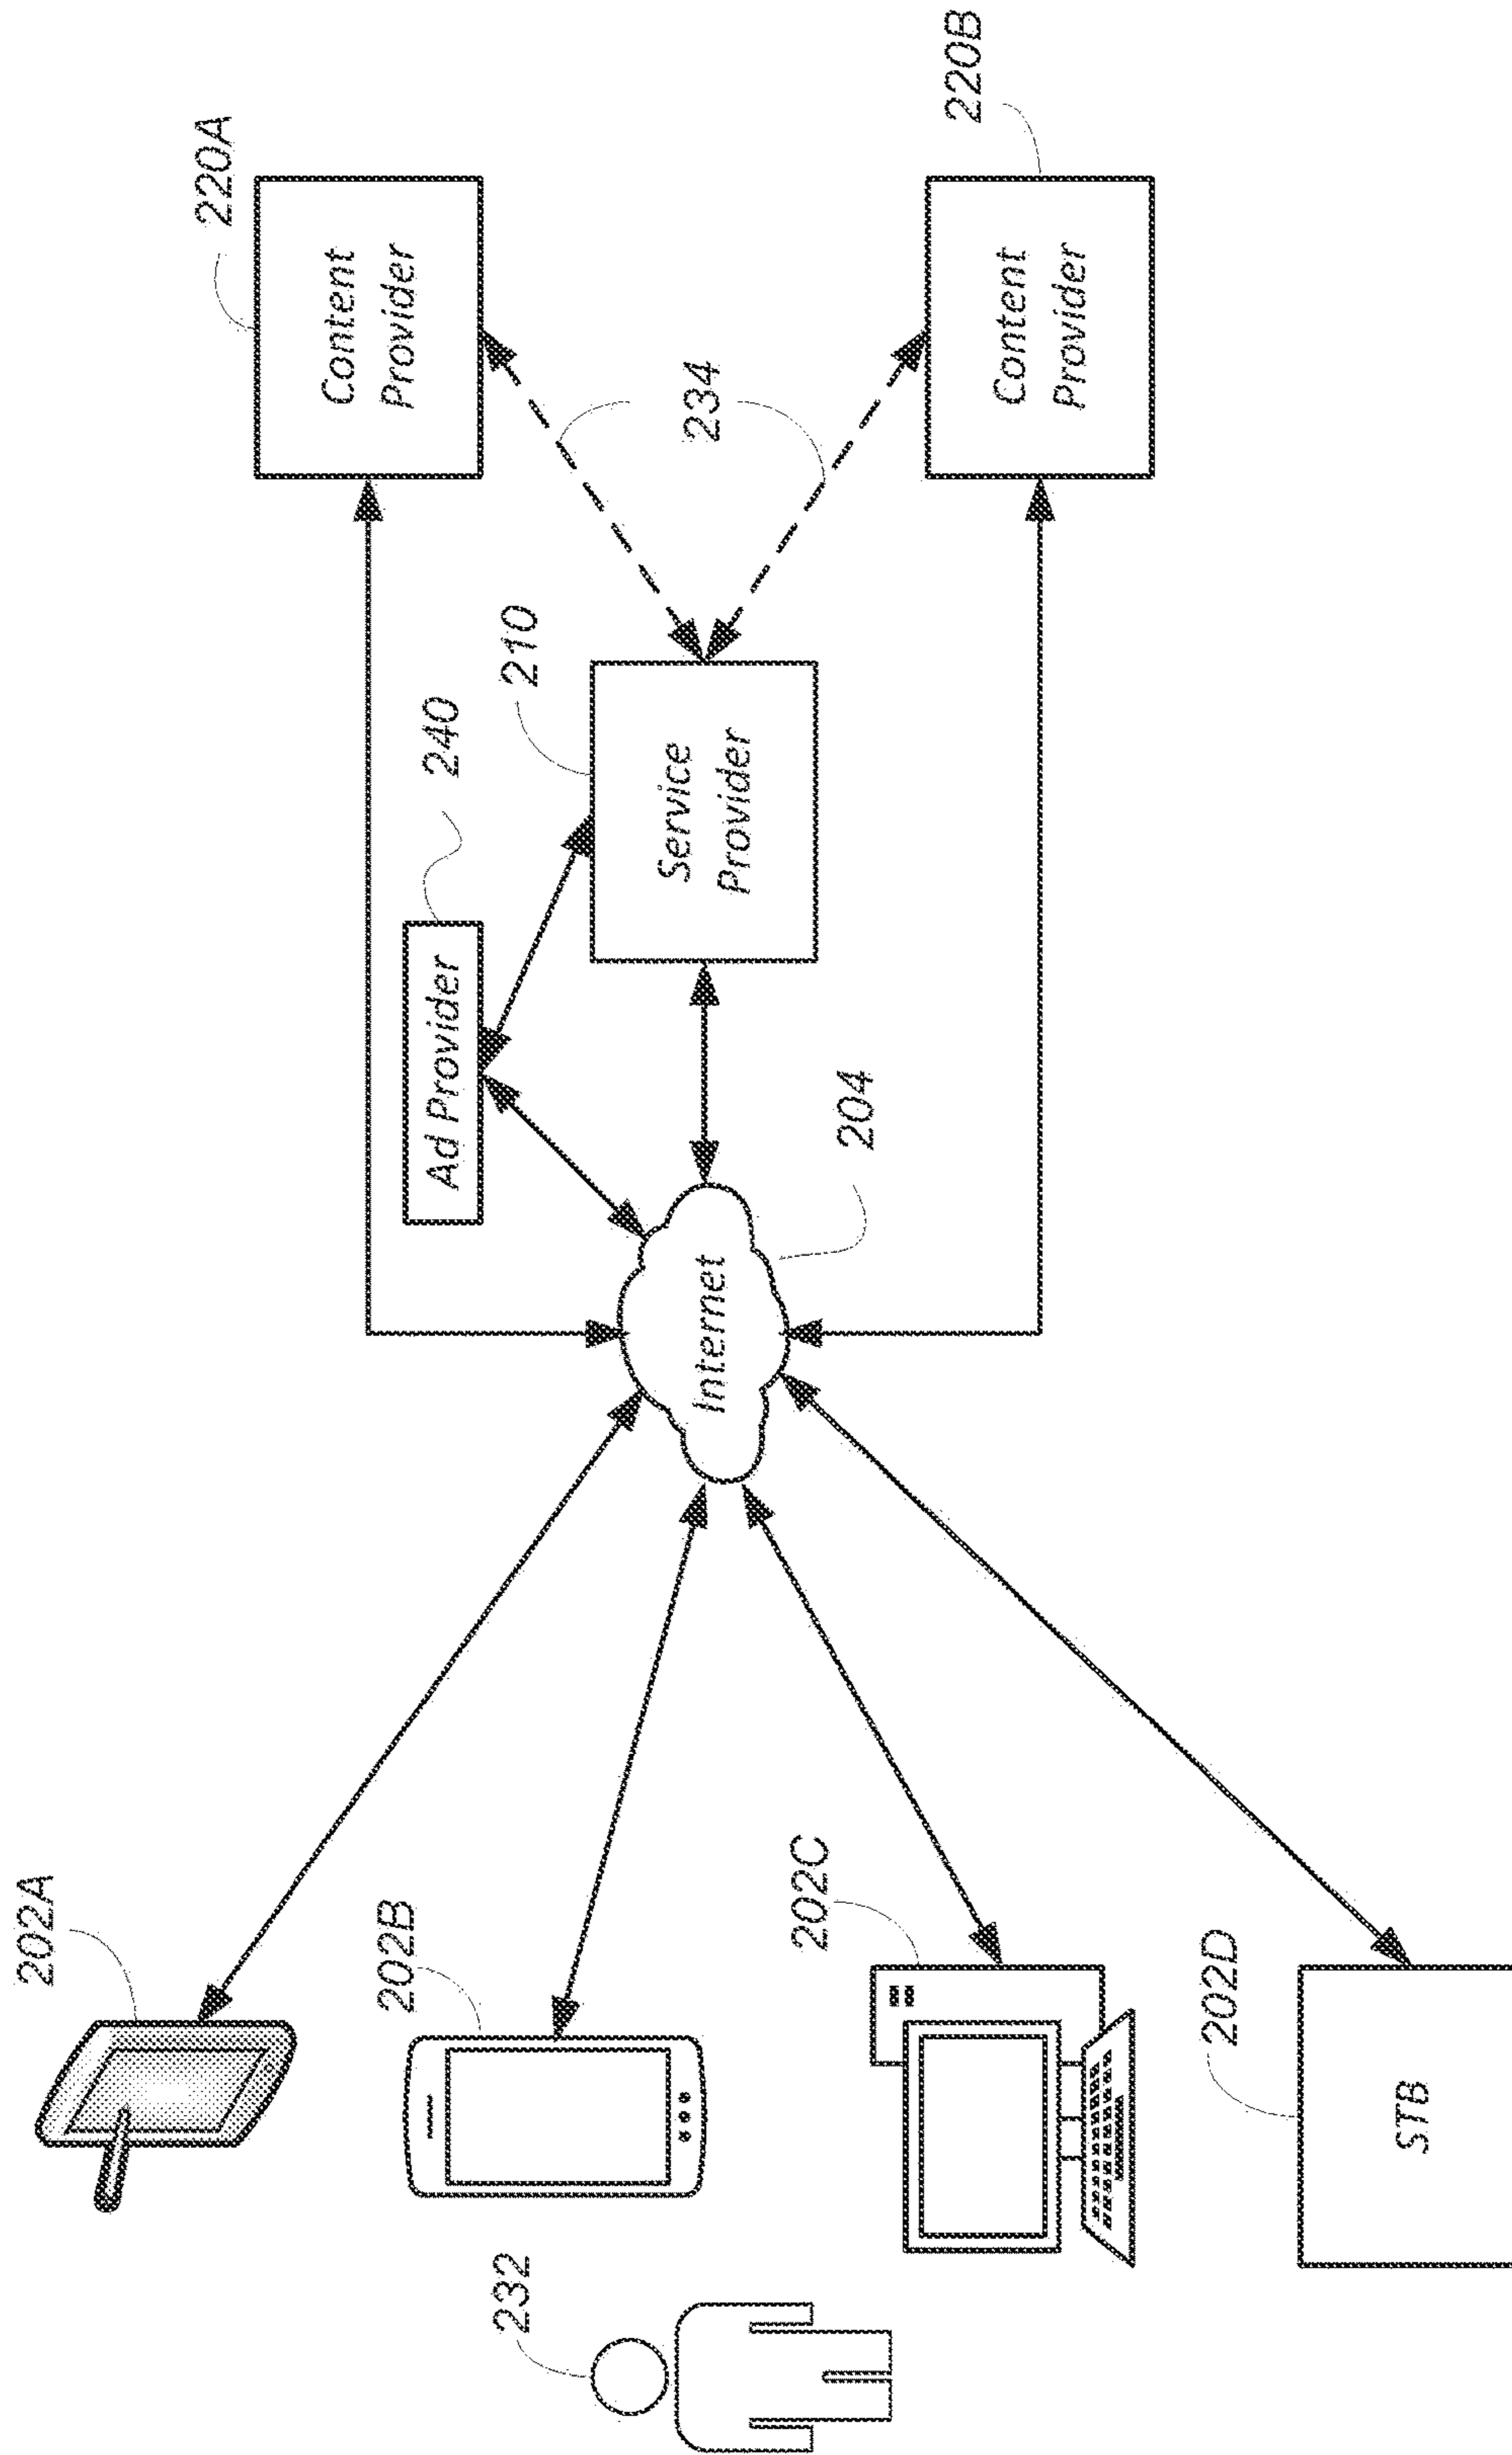 202A
202B
232
202C
202D
STB
Internet
204
Ad Provider
240
Service
Provider
210
234
Content
Provider
220A
Content
Provider
220B